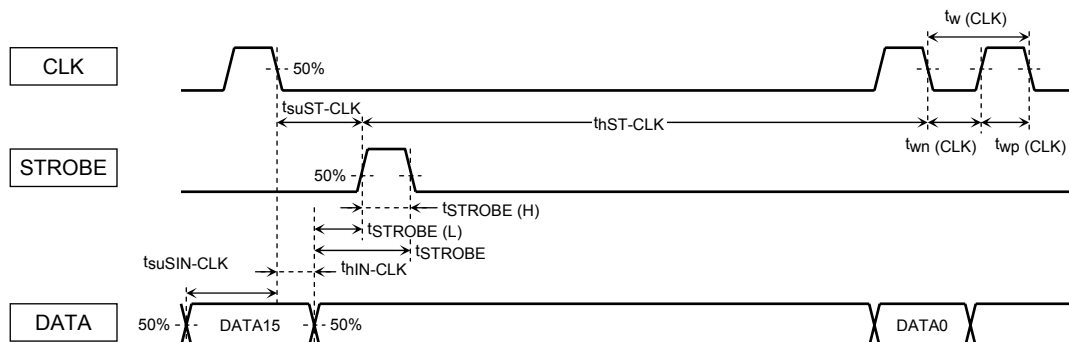 tw (CLK)
CLK
50%
tsuST-CLK
thST-CLK
twn (CLK)
twp (CLK)
STROBE
50%
tSTROBE (H)
tSTROBE (L)
tSTROBE
tsuSIN-CLK
thIN-CLK
DATA
50%
DATA15
50%
DATA0